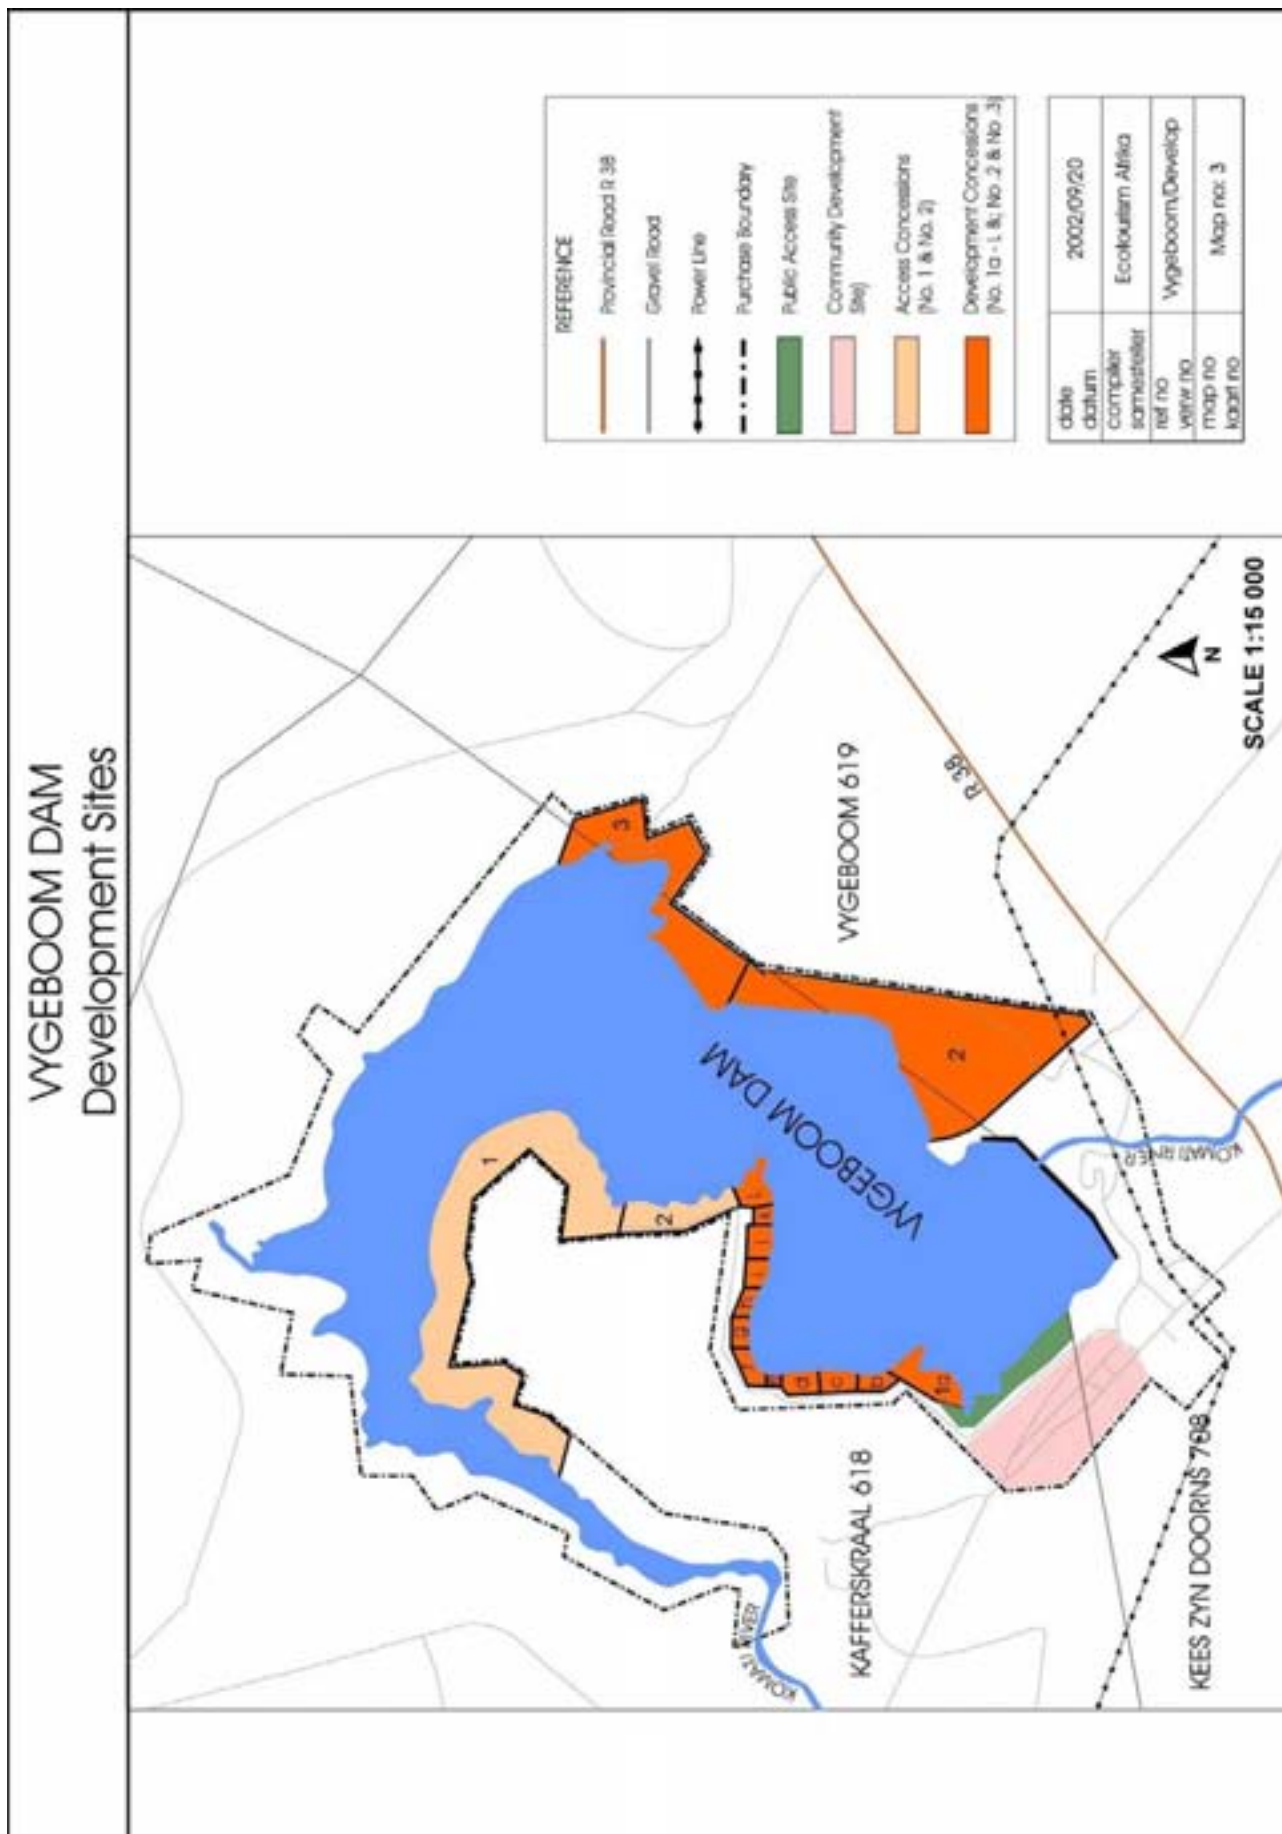 VYGEBOOM DAM
Development Sites
REFERENCE
Provincial Road R 38
Gravel Road
Power Line
Purchase Boundary
Public Access Site
Community Development
Site)
Access Concessions
(No. 1 & No. 2)
Development Concessions
(No. 1a - L &; No. 2 & No. 3)
date
datum
2002/09/20
compiler
samesteller
Ecotourism Afrika
ref no
verw no
Vygeboom/Develop
map no
kaart no
Map no: 3
1
2
3
VYGEBOOM DAM
VYGEBOOM 619
2
R 38
1a
b
c
d
f
g
KOMATI RIVER
KAFFERSKRAAL 618
KOMATI RIVER
KEES ZYN DOORNS 708
N
SCALE 1:15 000